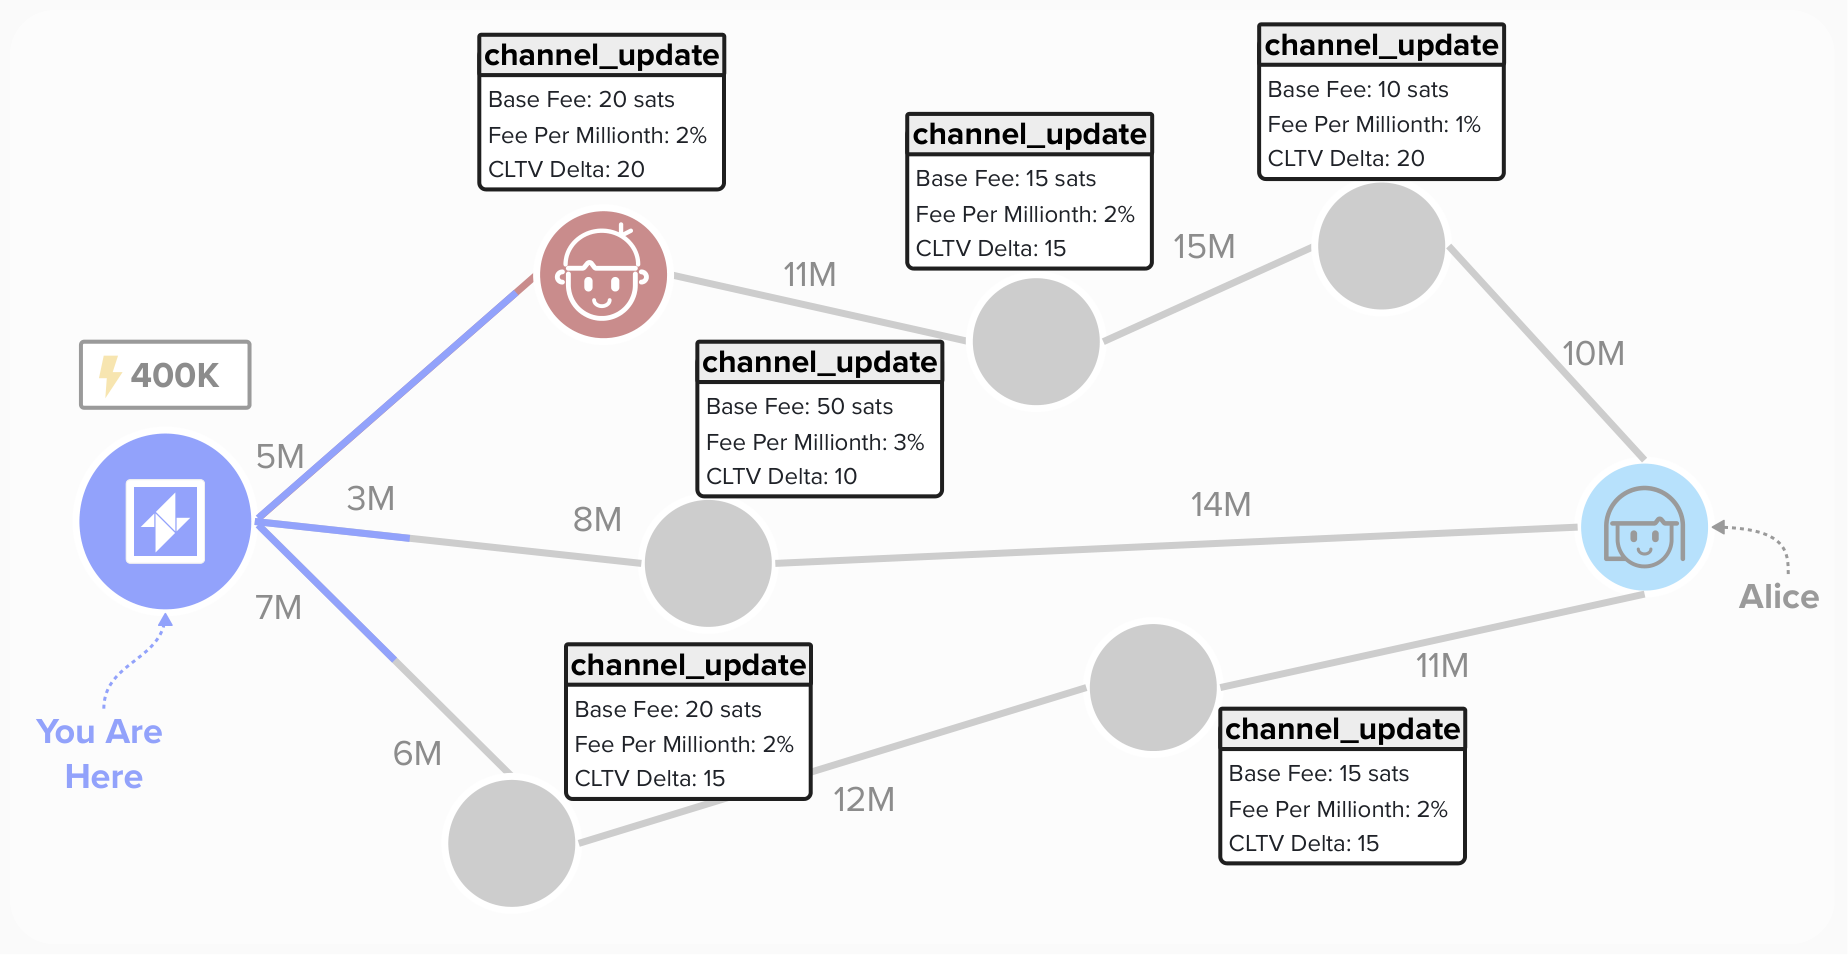 channel_update
Base Fee: 20 sats
Fee Per Millionth: 2%
CLTV Delta: 20
channel_update
Base Fee: 15 sats
Fee Per Millionth: 2%
CLTV Delta: 15
channel_update
Base Fee: 10 sats
Fee Per Millionth: 1%
CLTV Delta: 20
11M
15M
10M
400K
5M
3M
7M
channel_update
Base Fee: 50 sats
Fee Per Millionth: 3%
CLTV Delta: 10
8M
14M
Alice
You Are
Here
6M
channel_update
Base Fee: 20 sats
Fee Per Millionth: 2%
CLTV Delta: 15
12M
11M
channel_update
Base Fee: 15 sats
Fee Per Millionth: 2%
CLTV Delta: 15